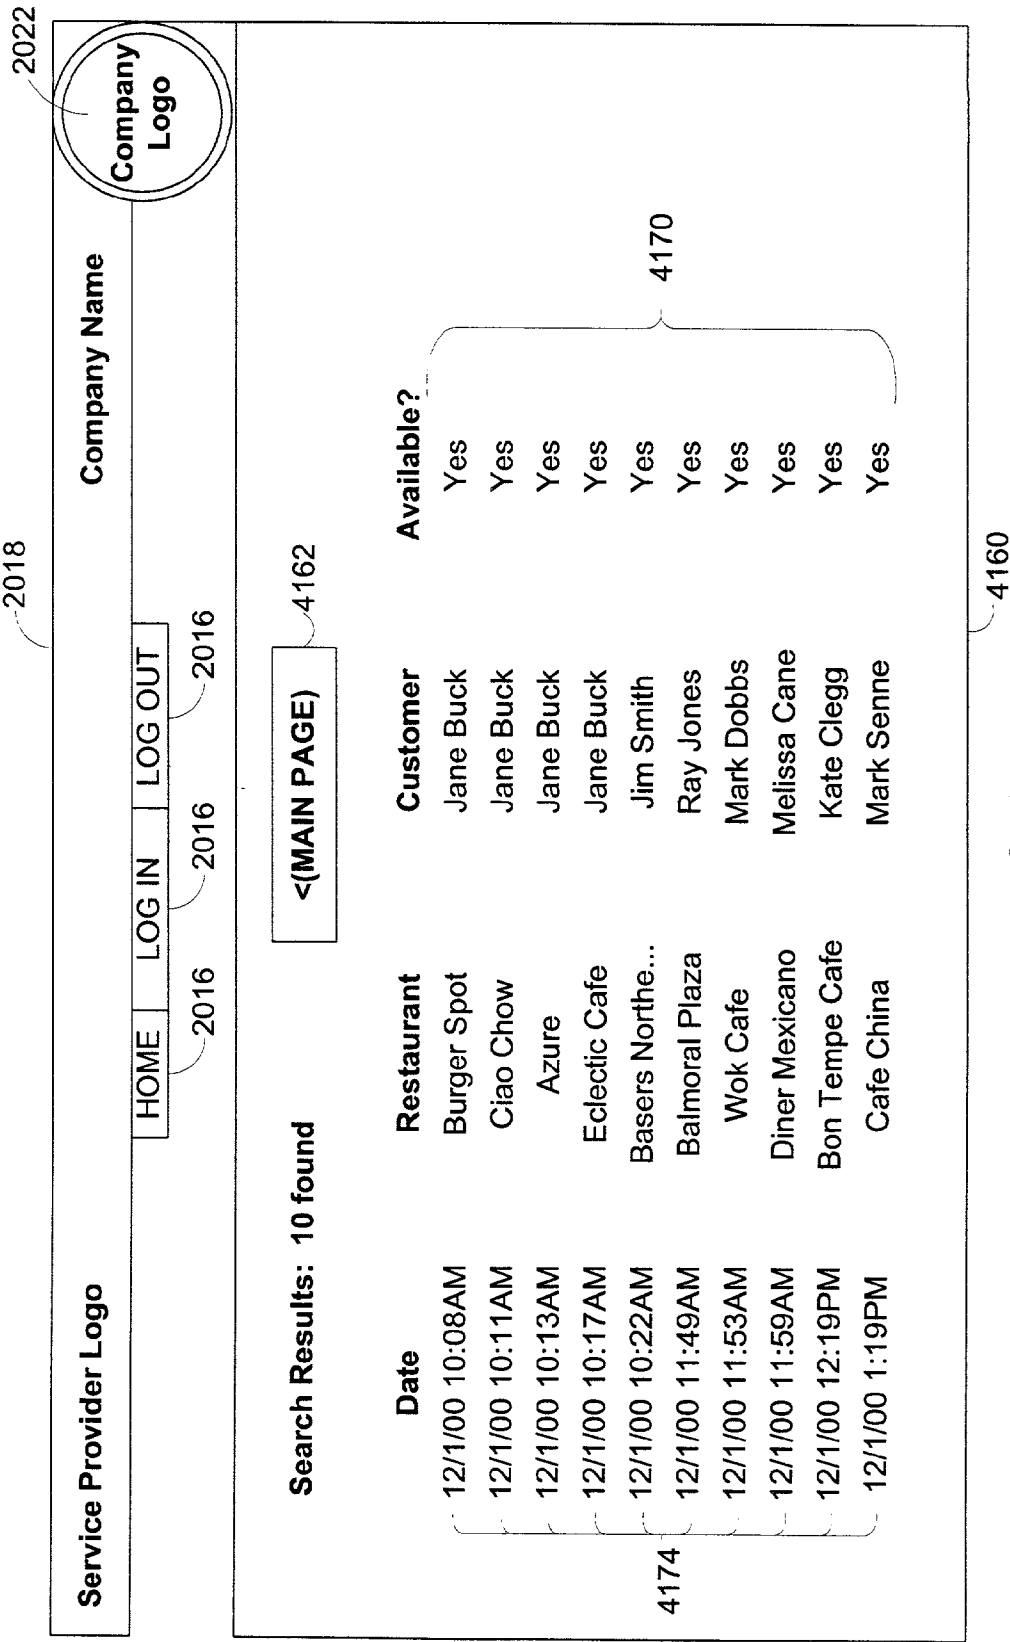 2018
2022
Service Provider Logo Company Name Company Logo
HOME LOG IN LOG OUT
2016 2016 2016
Search Results: 10 found <(MAIN PAGE) 4162
Date Restaurant Customer Available?
12/1/00 10:08AM Burger Spot Jane Buck Yes
12/1/00 10:11AM Ciao Chow Jane Buck Yes
12/1/00 10:13AM Azure Jane Buck Yes
12/1/00 10:17AM Eclectic Cafe Jane Buck Yes
12/1/00 10:22AM Basers Northe... Jim Smith Yes
12/1/00 11:49AM Balmoral Plaza Ray Jones Yes
12/1/00 11:53AM Wok Cafe Mark Dobbs Yes
12/1/00 11:59AM Diner Mexicano Melissa Cane Yes
12/1/00 12:19PM Bon Tempe Cafe Kate Clegg Yes
12/1/00 1:19PM Cafe China Mark Senne Yes
4174
4170
4160